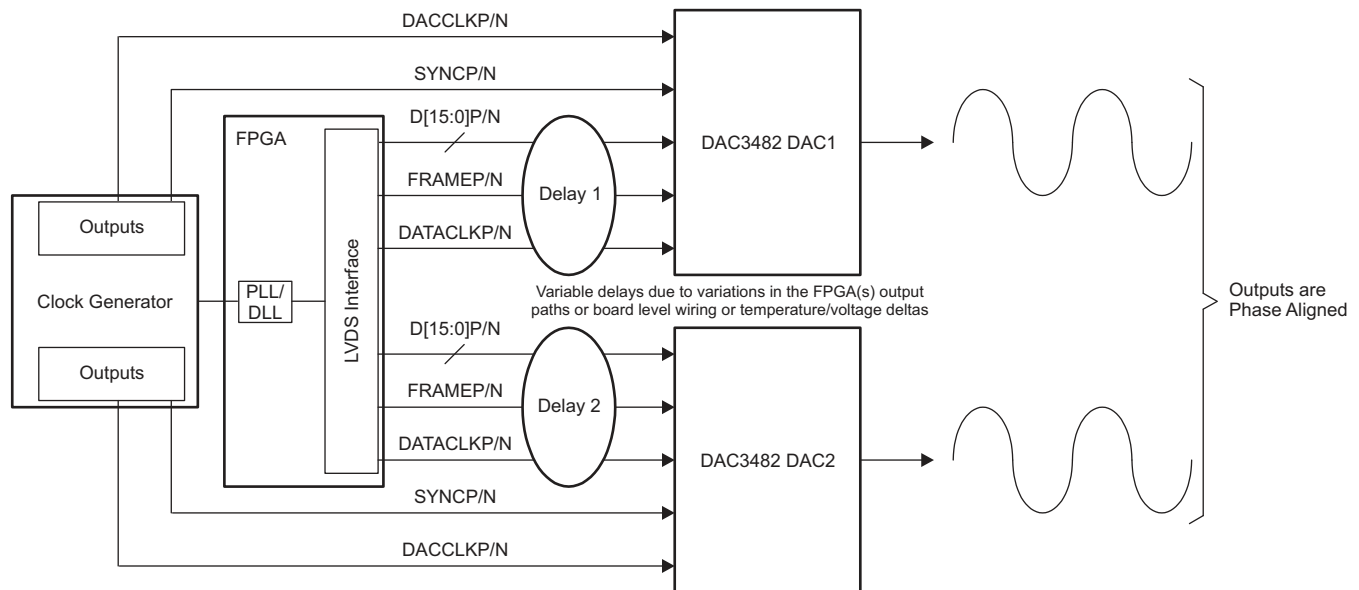 DACCLKP/N
SYNCP/N
D[15:0]P/N
FPGA
DAC3482 DAC1
FRAMEP/N
Delay 1
Outputs
DATACLKP/N
LVDS Interface
Clock Generator
PLL/
DLL
Variable delays due to variations in the FPGA(s) output
paths or board level wiring or temperature/voltage deltas
Outputs are
Phase Aligned
D[15:0]P/N
Outputs
FRAMEP/N
Delay 2
DATACLKP/N
DAC3482 DAC2
SYNCP/N
DACCLKP/N